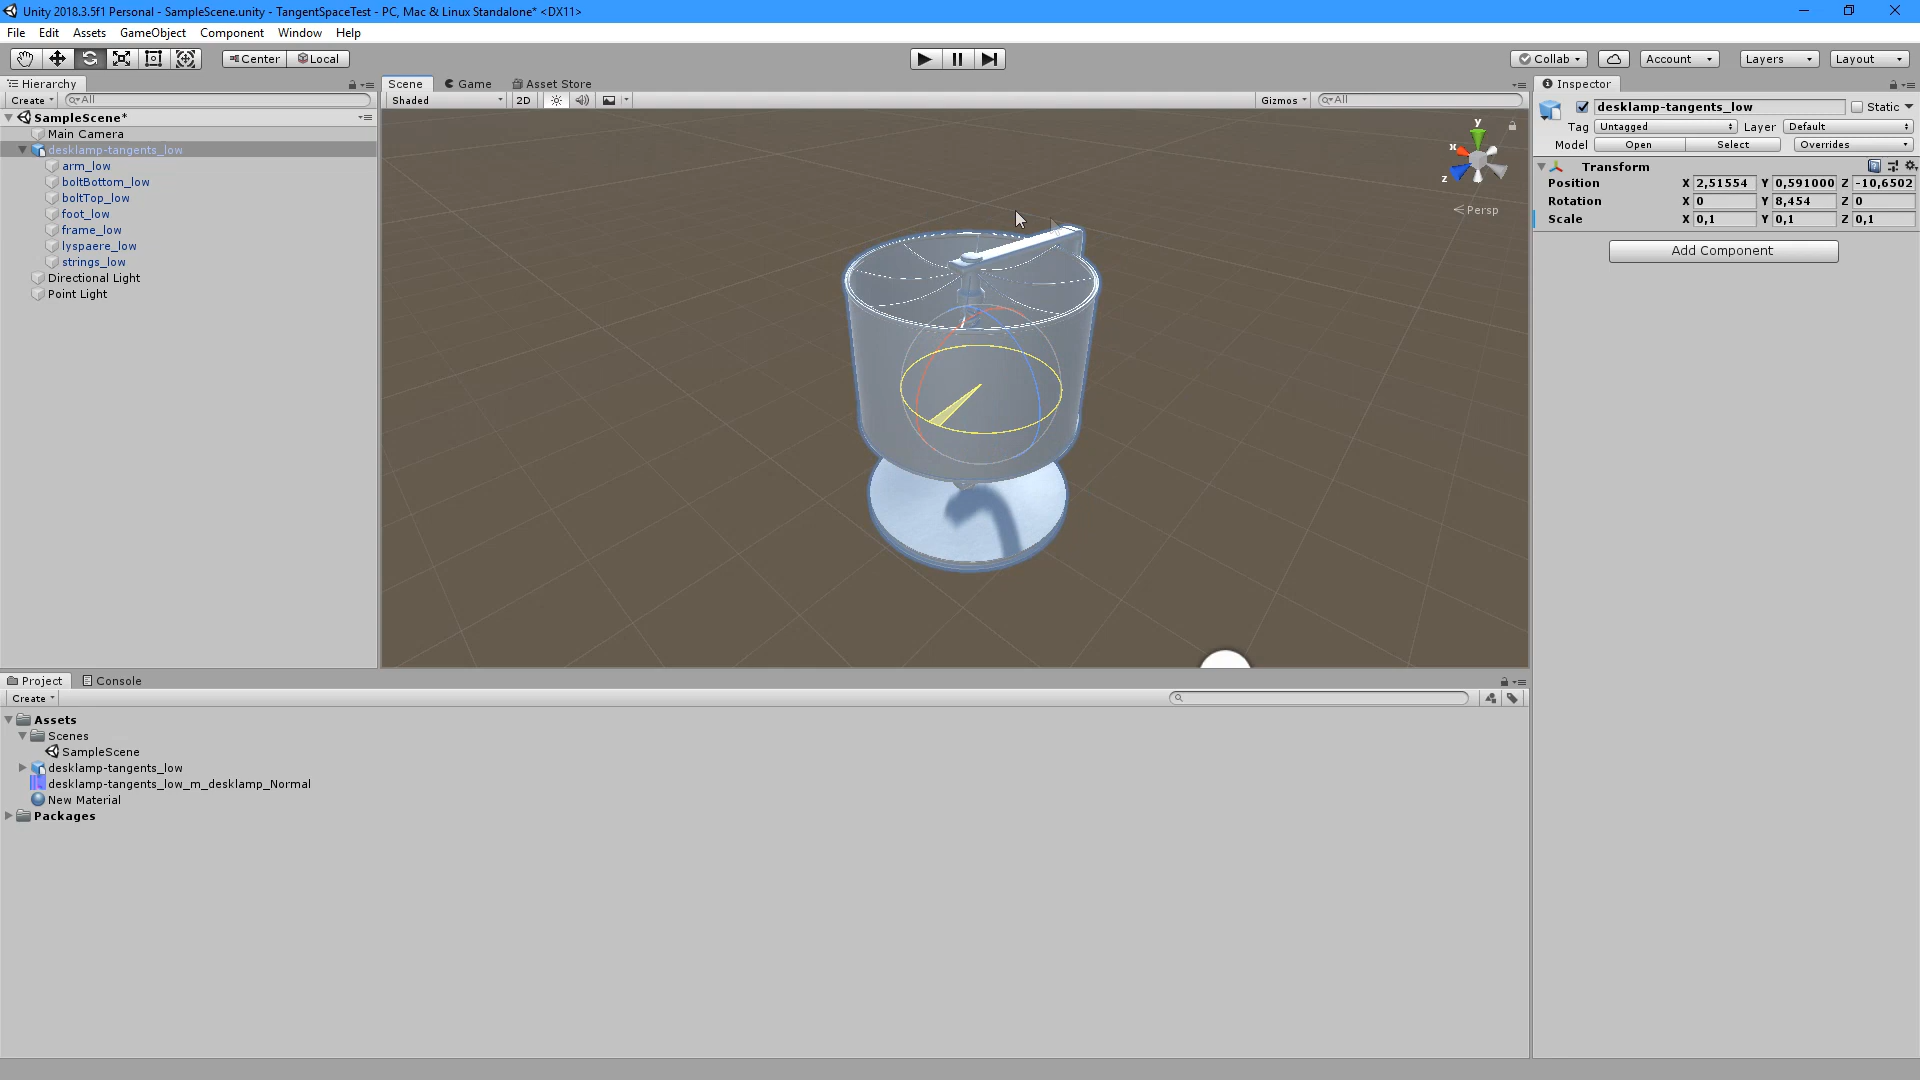 Unity 2018.3.5f1 Personal - SampleScene.unity - TangentSpaceTest - PC, Mac & Linux Standalone* <DX11>
File Edit Assets GameObject Component Window Help
Center Local Collab Account Layers Layout
Hierarchy
Create All
SampleScene*
Main Camera
desklamp-tangents_low
arm_low
boltBottom_low
boltTop_low
foot_low
frame_low
lyspaere_low
strings_low
Directional Light
Point Light
Scene Game Asset Store
Shaded 2D Gizmos All
y
x
z
Persp
Inspector
desklamp-tangents_low Static
Tag Untagged Layer Default
Model Open Select Overrides
Transform
Position X 2,51554 Y 0,591000 Z -10,6502
Rotation X 0 Y 8,454 Z 0
Scale X 0,1 Y 0,1 Z 0,1
Add Component
Project Console
Create
Assets
Scenes
SampleScene
desklamp-tangents_low
desklamp-tangents_low_m_desklamp_Normal
New Material
Packages